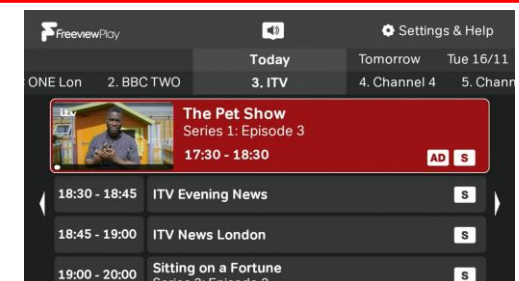 FreeviewPlay
Settings & Help
Today
Tomorrow
Tue 16/11
ONE Lon
2. BBC TWO
3. ITV
4. Channel 4
5. Chann
itv
The Pet Show
Series 1: Episode 3
17:30 - 18:30
AD S
18:30 - 18:45 ITV Evening News S
18:45 - 19:00 ITV News London S
19:00 - 20:00 Sitting on a Fortune S